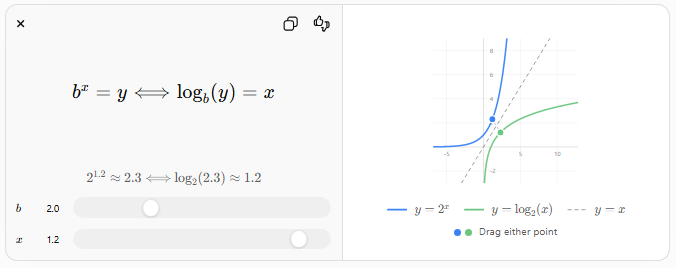 b^x = y ⟺ log_b(y) = x
2^1.2 ≈ 2.3 ⟺ log_2(2.3) ≈ 1.2
b 2.0
x 1.2
8
6
4
-5 5 10
-2
y = 2^x y = log_2(x) y = x
Drag either point